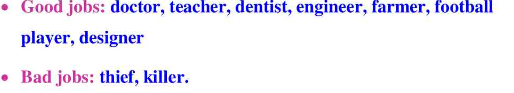 • Good jobs: doctor, teacher, dentist, engineer, farmer, football
player, designer
• Bad jobs: thief, killer.